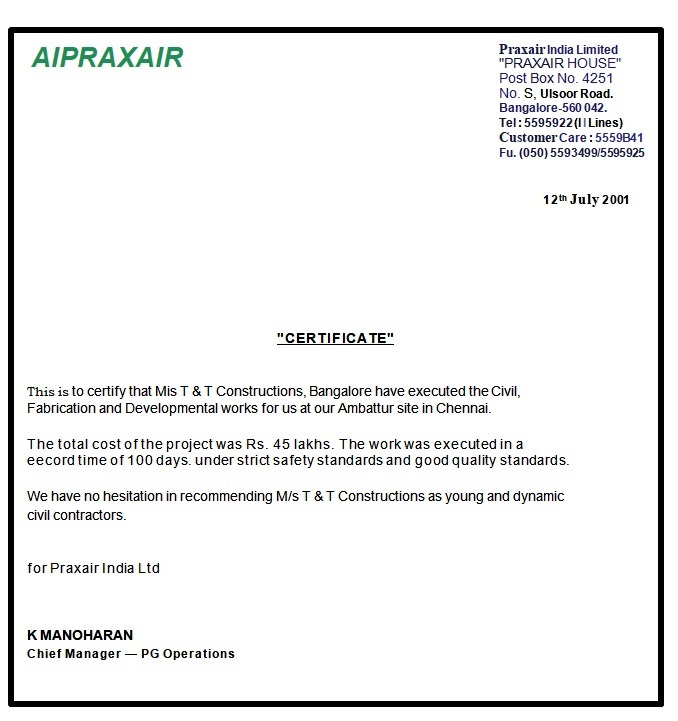 AIPRAXAIR
Praxair India Limited
"PRAXAIR HOUSE"
Post Box No. 4251
No. S, Ulsoor Road.
Bangalore-560 042.
Tel : 5595922 (I I Lines)
Customer Care : 5559B41
Fu. (050) 5593499/5595925
12th July 2001
"CERTIFICATE"
This is to certify that Mis T & T Constructions, Bangalore have executed the Civil,
Fabrication and Developmental works for us at our Ambattur site in Chennai.
The total cost of the project was Rs. 45 lakhs. The work was executed in a
eecord time of 100 days. under strict safety standards and good quality standards.
We have no hesitation in recommending M/s T & T Constructions as young and dynamic
civil contractors.
for Praxair India Ltd
K MANOHARAN
Chief Manager — PG Operations